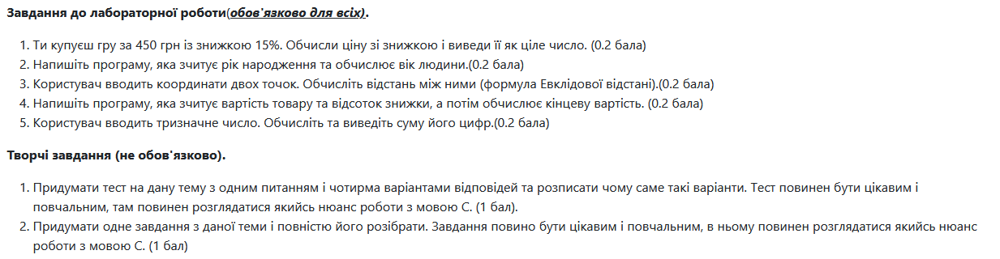 Завдання до лабораторної роботи(обов'язково для всіх).
1. Ти купуєш гру за 450 грн із знижкою 15%. Обчисли ціну зі знижкою і виведи її як ціле число. (0.2 бала)
2. Напишіть програму, яка зчитує рік народження та обчислює вік людини.(0.2 бала)
3. Користувач вводить координати двох точок. Обчисліть відстань між ними (формула Евклідової відстані).(0.2 бала)
4. Напишіть програму, яка зчитує вартість товару та відсоток знижки, а потім обчислює кінцеву вартість. (0.2 бала)
5. Користувач вводить тризначне число. Обчисліть та виведіть суму його цифр.(0.2 бала)
Творчі завдання (не обов'язково).
1. Придумати тест на дану тему з одним питанням і чотирма варіантами відповідей та розписати чому саме такі варіанти. Тест повинен бути цікавим і
повчальним, там повинен розглядатися якийсь нюанс роботи з мовою С. (1 бал).
2. Придумати одне завдання з даної теми і повністю його розібрати. Завдання повино бути цікавим і повчальним, в ньому повинен розглядатися якийсь нюанс
роботи з мовою С. (1 бал)